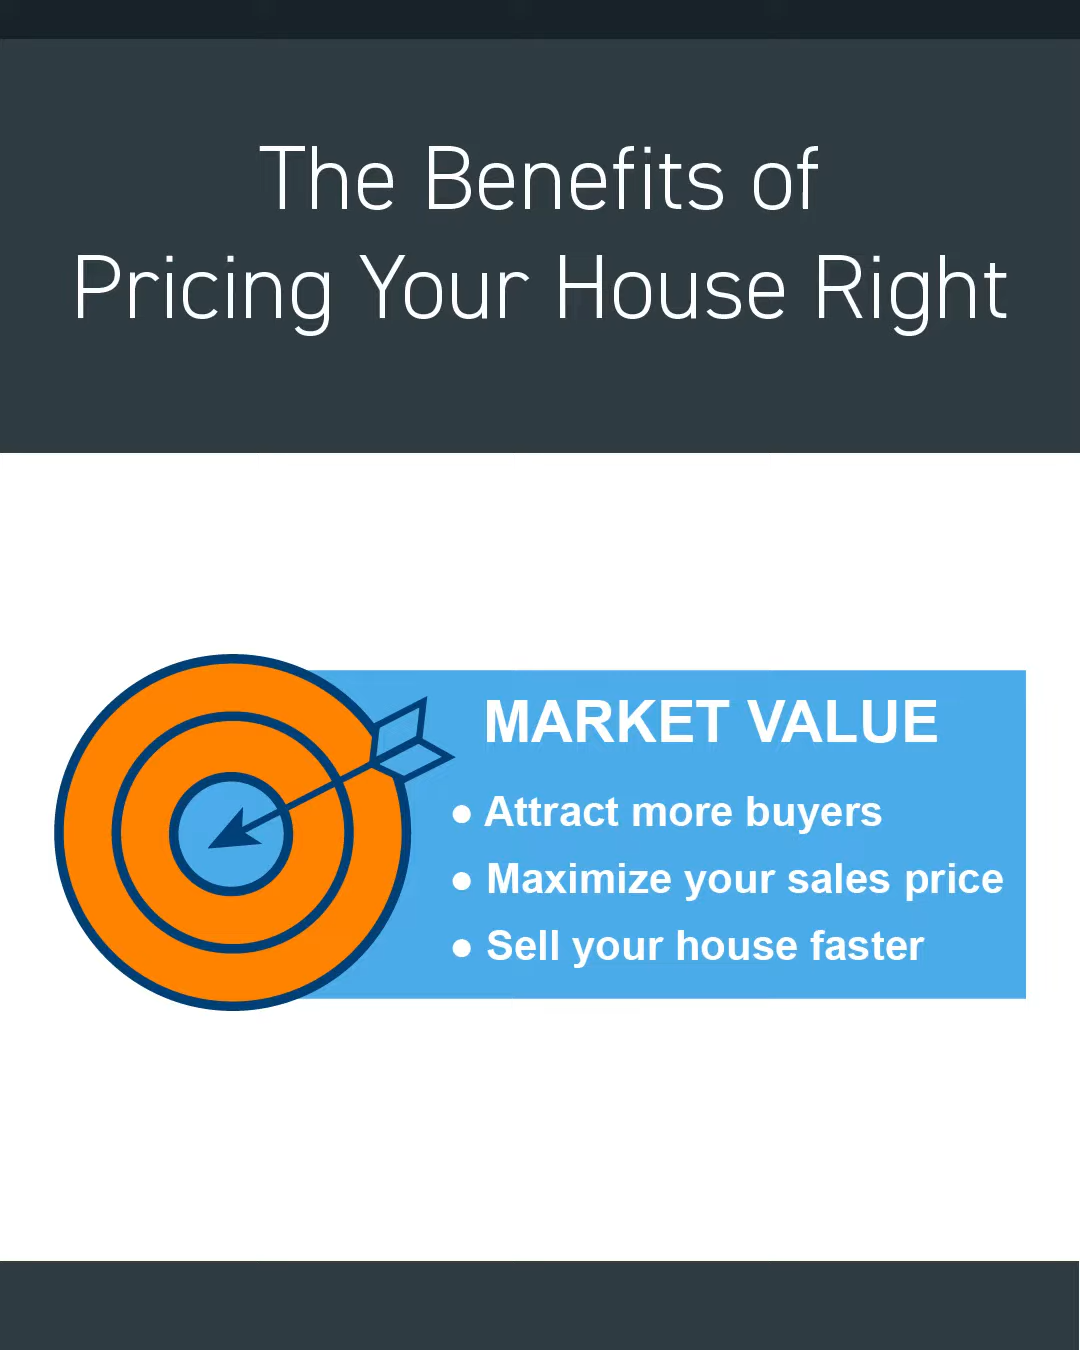 The Benefits of
Pricing Your House Right
MARKET VALUE
● Attract more buyers
● Maximize your sales price
● Sell your house faster